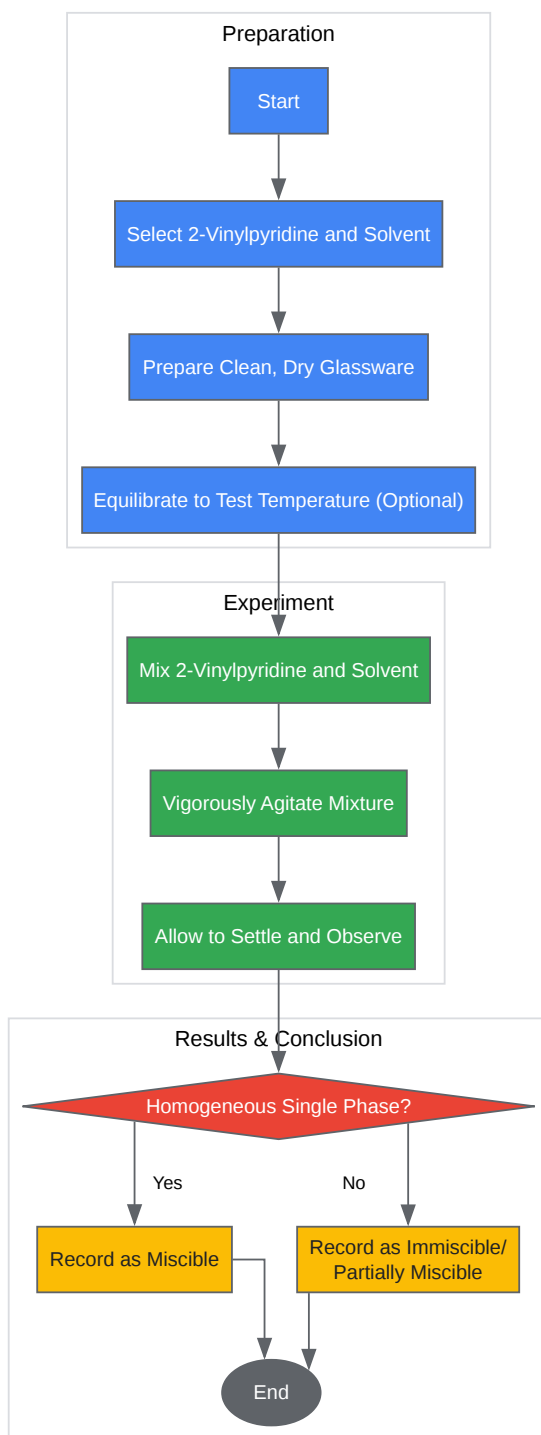 Preparation
Start
Select 2-Vinylpyridine and Solvent
Prepare Clean, Dry Glassware
Equilibrate to Test Temperature (Optional)
Experiment
Mix 2-Vinylpyridine and Solvent
Vigorously Agitate Mixture
Allow to Settle and Observe
Results & Conclusion
Homogeneous Single Phase?
Yes
No
Record as Miscible
Record as Immiscible/
Partially Miscible
End